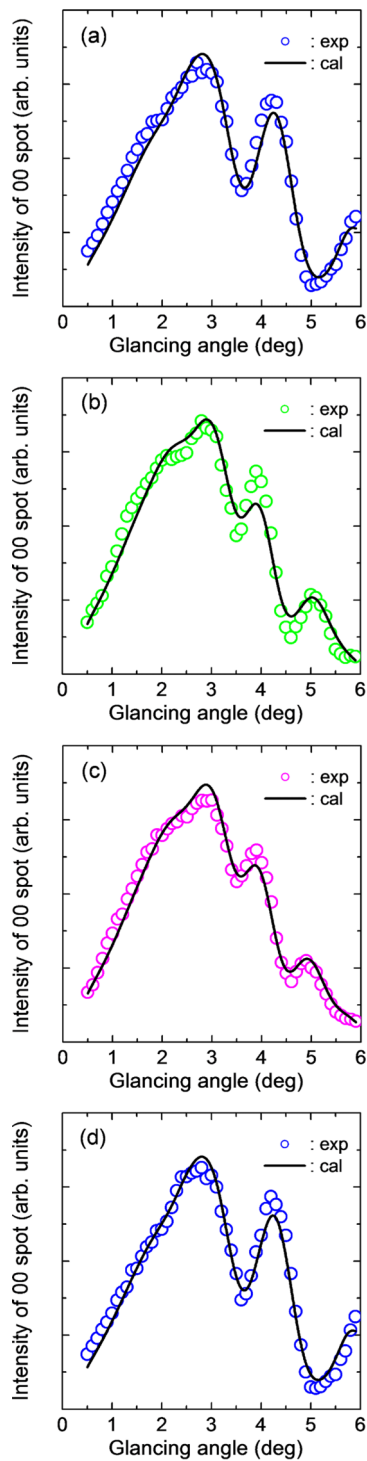 (a)
: exp
: cal
Intensity of 00 spot (arb. units)
0 1 2 3 4 5 6
Glancing angle (deg)
(b)
: exp
: cal
Intensity of 00 spot (arb. units)
0 1 2 3 4 5 6
Glancing angle (deg)
(c)
: exp
: cal
Intensity of 00 spot (arb. units)
0 1 2 3 4 5 6
Glancing angle (deg)
(d)
: exp
: cal
Intensity of 00 spot (arb. units)
0 1 2 3 4 5 6
Glancing angle (deg)